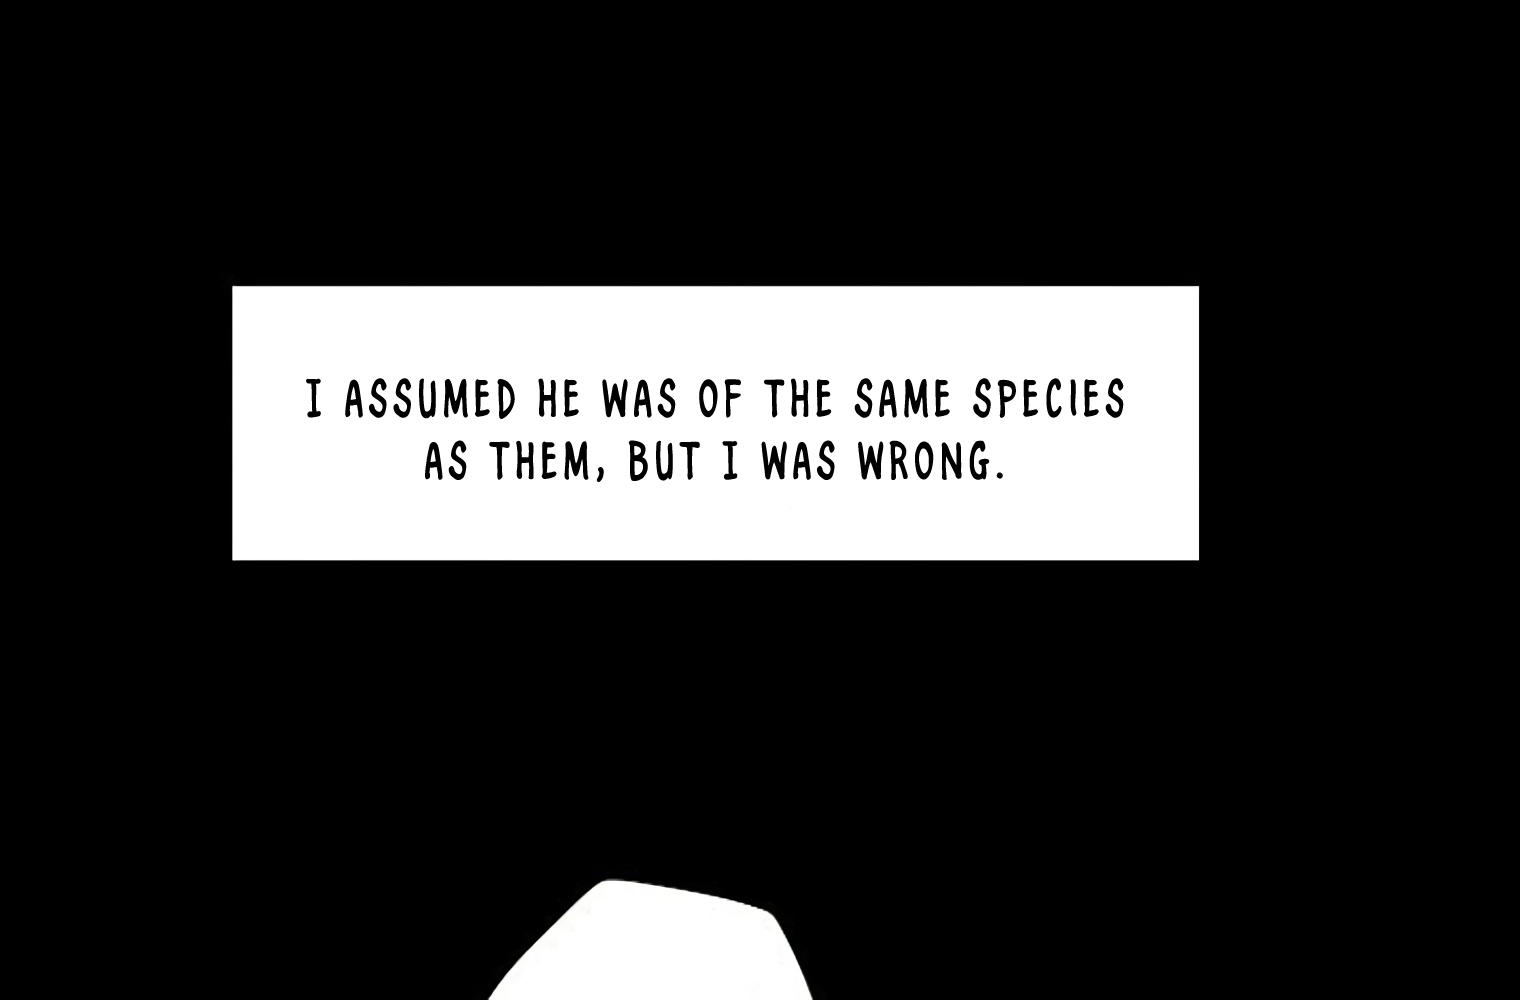 I ASSUMED HE WAS OF THE SAME SPECIES
AS THEM, BUT I WAS WRONG.